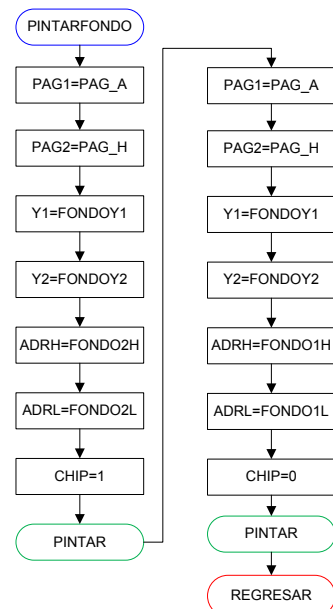 PINTARFONDO
PAG1=PAG_A
PAG2=PAG_H
Y1=FONDOY1
Y2=FONDOY2
ADRH=FONDO2H
ADRL=FONDO2L
CHIP=1
PINTAR
PAG1=PAG_A
PAG2=PAG_H
Y1=FONDOY1
Y2=FONDOY2
ADRH=FONDO1H
ADRL=FONDO1L
CHIP=0
PINTAR
REGRESAR